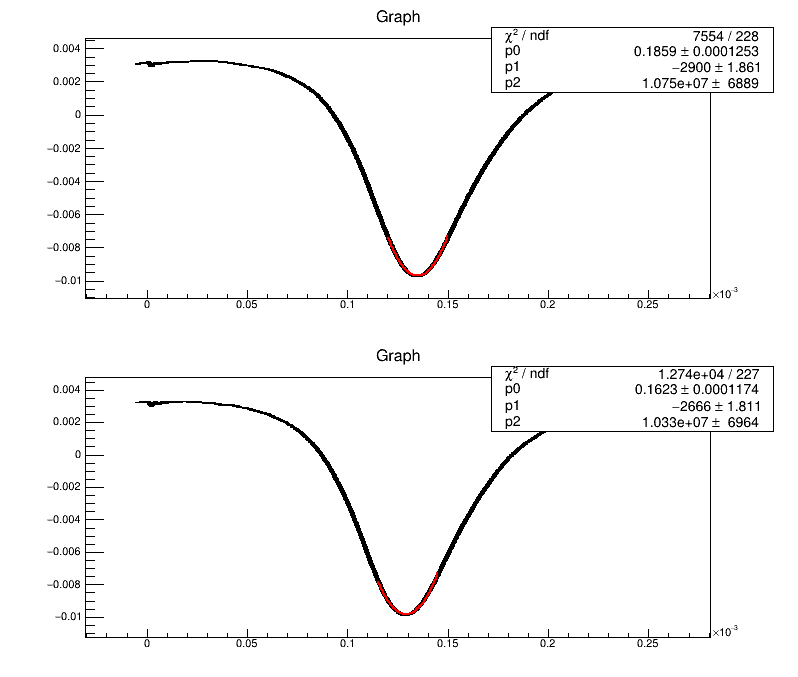 Graph
χ² / ndf 7554 / 228
p0 0.1859 ± 0.0001253
p1 −2900 ± 1.861
p2 1.075e+07 ± 6889
0.004
0.002
0
−0.002
−0.004
−0.006
−0.008
−0.01
0 0.05 0.1 0.15 0.2 0.25
×10⁻³
Graph
χ² / ndf 1.274e+04 / 227
p0 0.1623 ± 0.0001174
p1 −2666 ± 1.811
p2 1.033e+07 ± 6964
0.004
0.002
0
−0.002
−0.004
−0.006
−0.008
−0.01
0 0.05 0.1 0.15 0.2 0.25
×10⁻³